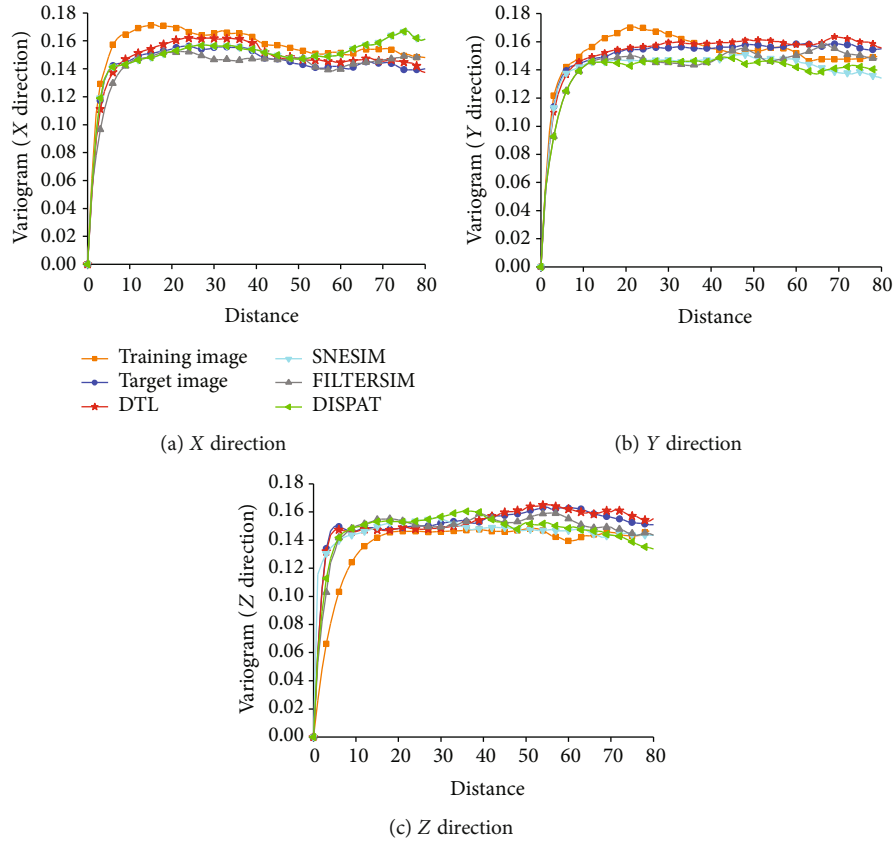 0.18
0.16
0.14
0.12
0.10
0.08
0.06
0.04
0.02
0.00
Variogram (X direction)
0 10 20 30 40 50 60 70 80
Distance
0.18
0.16
0.14
0.12
0.10
0.08
0.06
0.04
0.02
0.00
Variogram (Y direction)
0 10 20 30 40 50 60 70 80
Distance
Training image
Target image
DTL
SNESIM
FILTERSIM
DISPAT
(a) X direction
(b) Y direction
0.18
0.16
0.14
0.12
0.10
0.08
0.06
0.04
0.02
0.00
Variogram (Z direction)
0 10 20 30 40 50 60 70 80
Distance
(c) Z direction